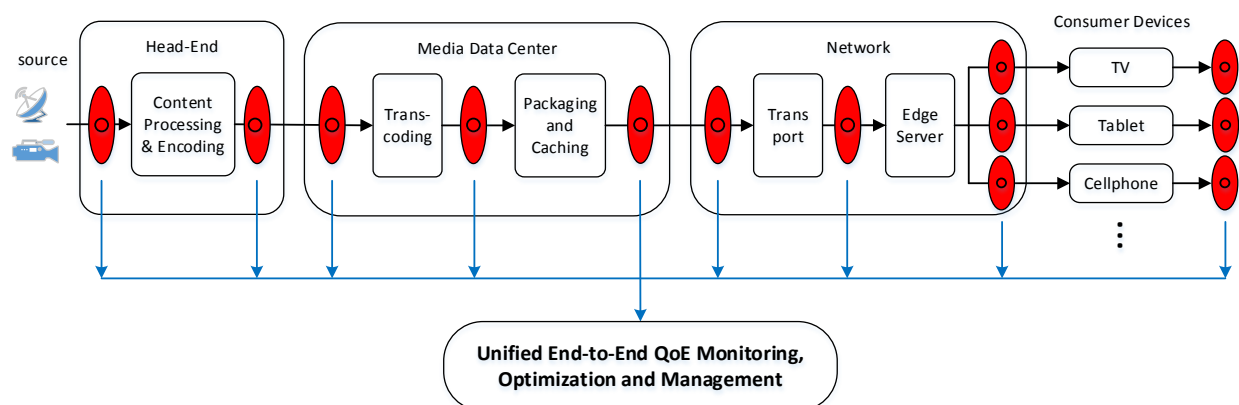 source
Head-End
Content
Processing
& Encoding
Media Data Center
Trans-
coding
Packaging
and
Caching
Network
Trans
port
Edge
Server
Consumer Devices
TV
Tablet
Cellphone
Unified End-to-End QoE Monitoring,
Optimization and Management